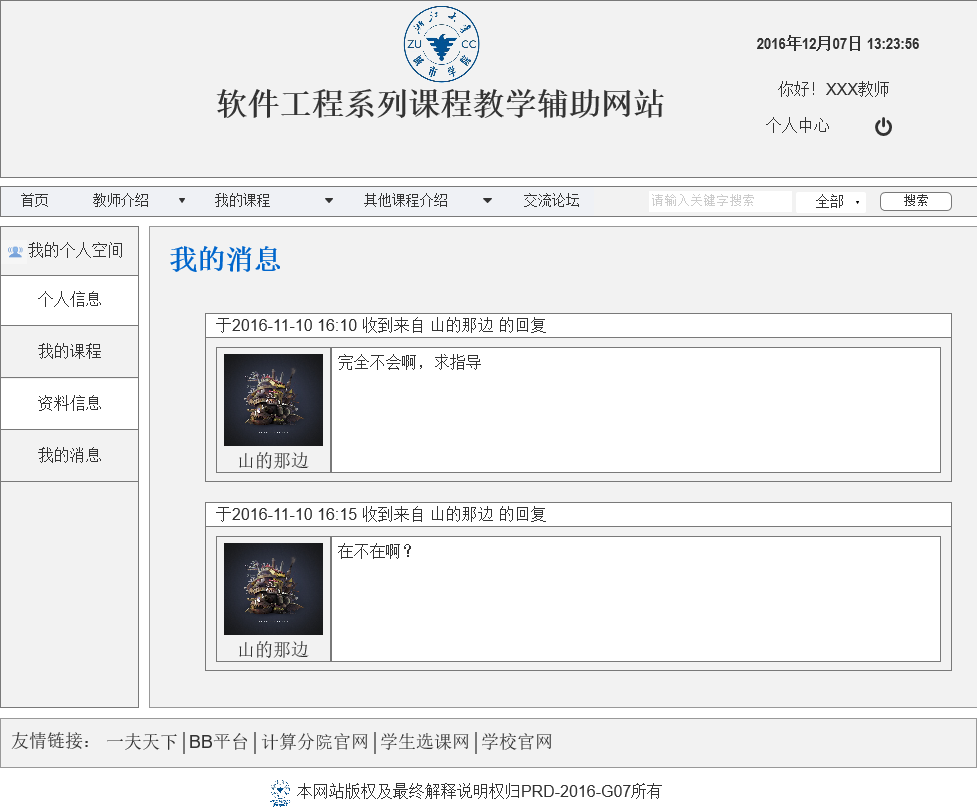 浙江大学
ZU CC
城市学院
2016年12月07日 13:23:56
软件工程系列课程教学辅助网站
你好！XXX教师
个人中心
首页 教师介绍 我的课程 其他课程介绍 交流论坛 请输入关键字搜索 全部 搜索
我的个人空间
个人信息
我的课程
资料信息
我的消息
我的消息
于2016-11-10 16:10 收到来自 山的那边 的回复
完全不会啊，求指导
山的那边
于2016-11-10 16:15 收到来自 山的那边 的回复
在不在啊？
山的那边
友情链接： 一夫天下|BB平台|计算分院官网|学生选课网|学校官网
本网站版权及最终解释说明权归PRD-2016-G07所有